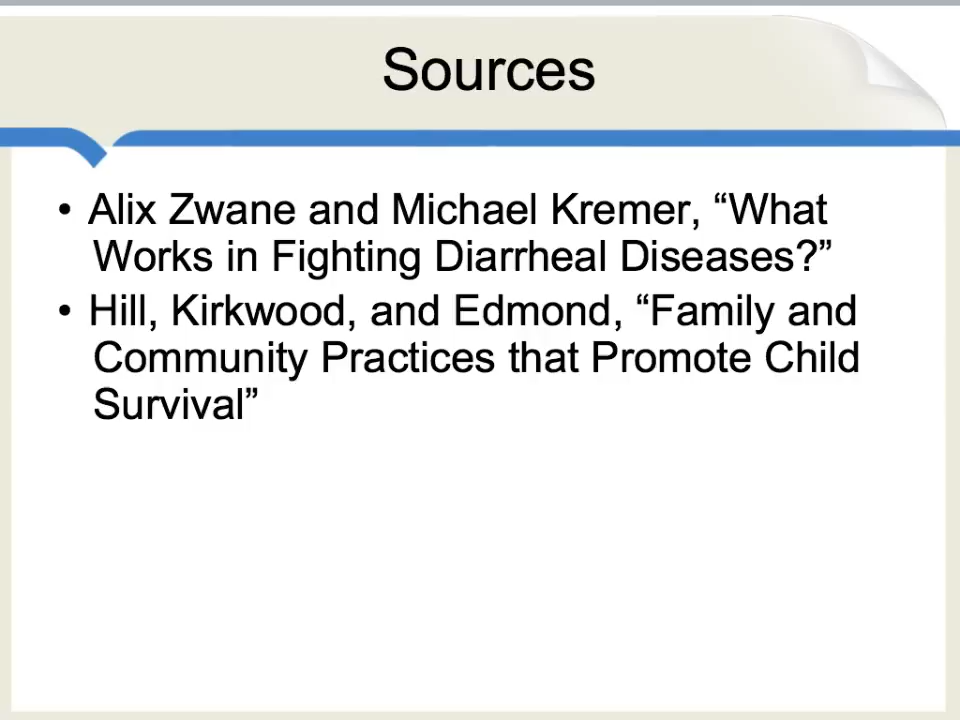 Sources
• Alix Zwane and Michael Kremer, “What
Works in Fighting Diarrheal Diseases?”
• Hill, Kirkwood, and Edmond, “Family and
Community Practices that Promote Child
Survival”